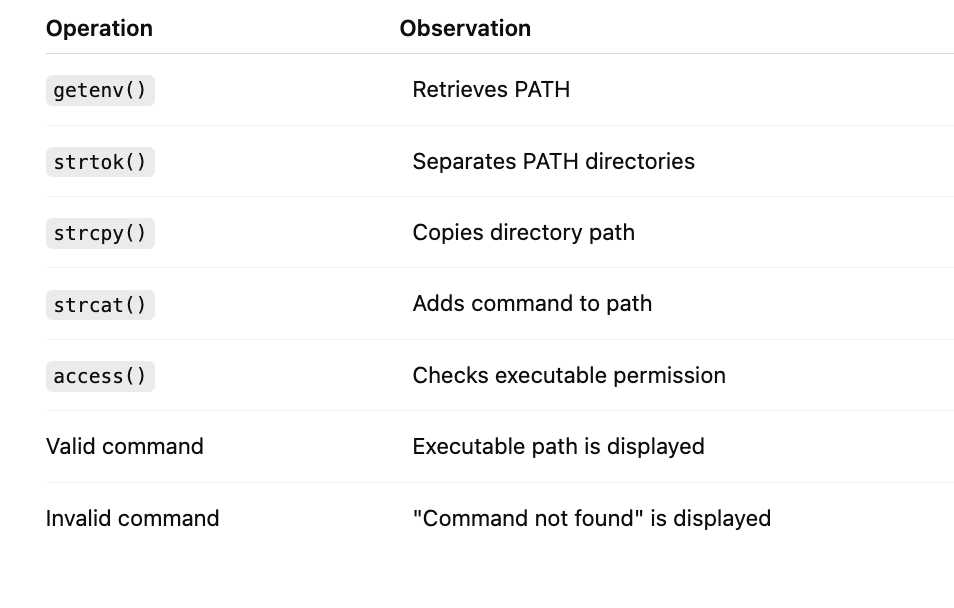 Operation Observation
getenv() Retrieves PATH
strtok() Separates PATH directories
strcpy() Copies directory path
strcat() Adds command to path
access() Checks executable permission
Valid command Executable path is displayed
Invalid command "Command not found" is displayed